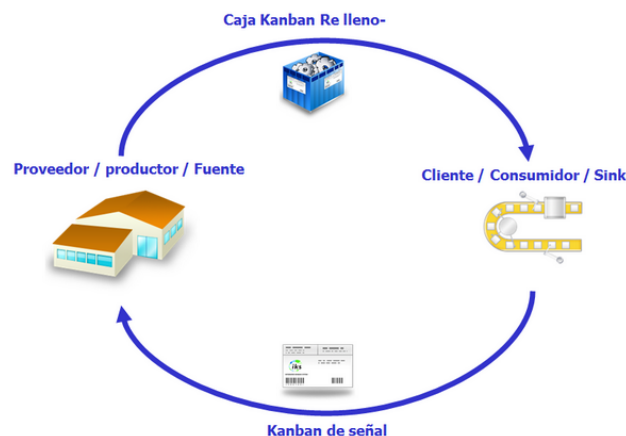 Caja Kanban Re lleno-
Proveedor / productor / Fuente
Cliente / Consumidor / Sink
Kanban de señal